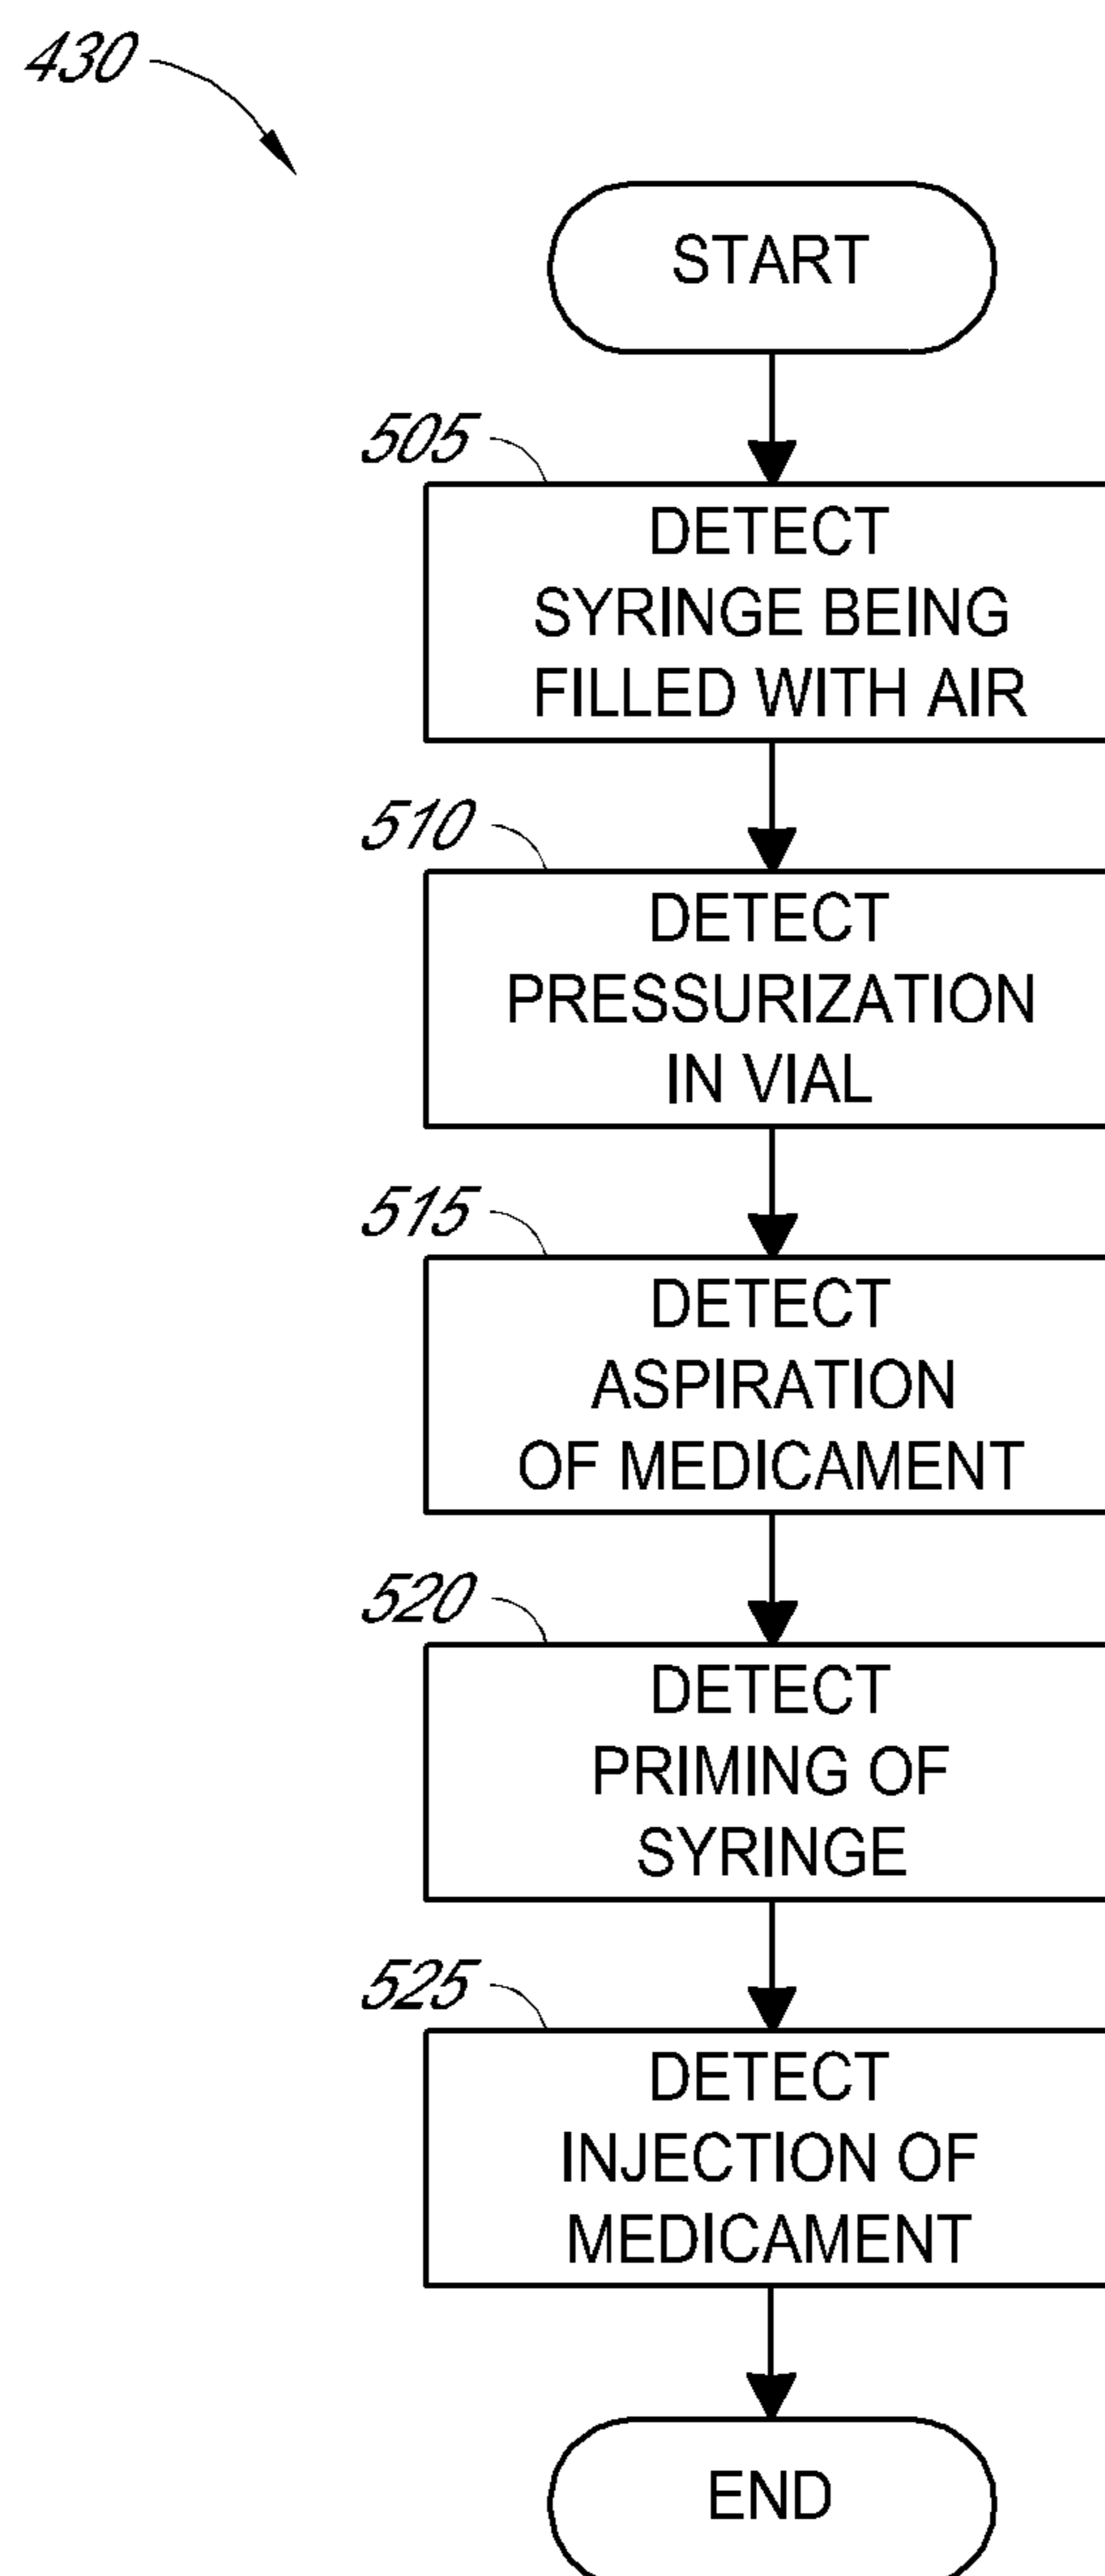 430
START
505
DETECT
SYRINGE BEING
FILLED WITH AIR
510
DETECT
PRESSURIZATION
IN VIAL
515
DETECT
ASPIRATION
OF MEDICAMENT
520
DETECT
PRIMING OF
SYRINGE
525
DETECT
INJECTION OF
MEDICAMENT
END